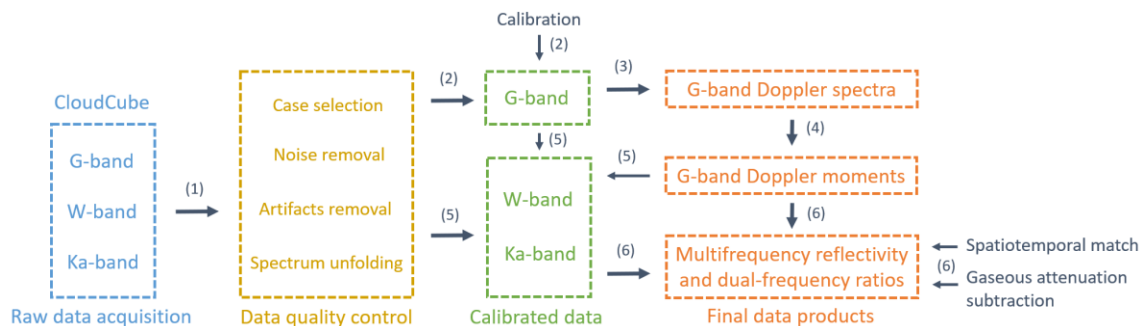 Calibration
(2)
CloudCube
G-band
W-band
Ka-band
Raw data acquisition
(1)
Case selection
Noise removal
Artifacts removal
Spectrum unfolding
Data quality control
(2)
(5)
G-band
(5)
W-band
Ka-band
Calibrated data
(3)
(5)
(6)
G-band Doppler spectra
(4)
G-band Doppler moments
(6)
Multifrequency reflectivity
and dual-frequency ratios
Final data products
Spatiotemporal match
(6)
Gaseous attenuation
subtraction